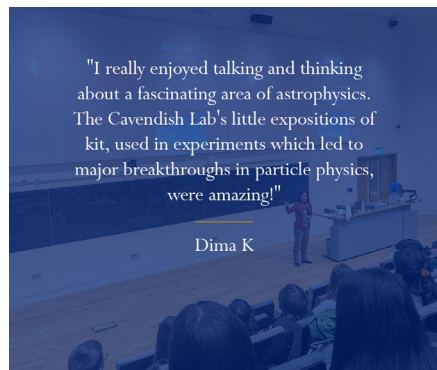 "I really enjoyed talking and thinking
about a fascinating area of astrophysics.
The Cavendish Lab's little expositions of
kit, used in experiments which led to
major breakthroughs in particle physics,
were amazing!"
Dima K